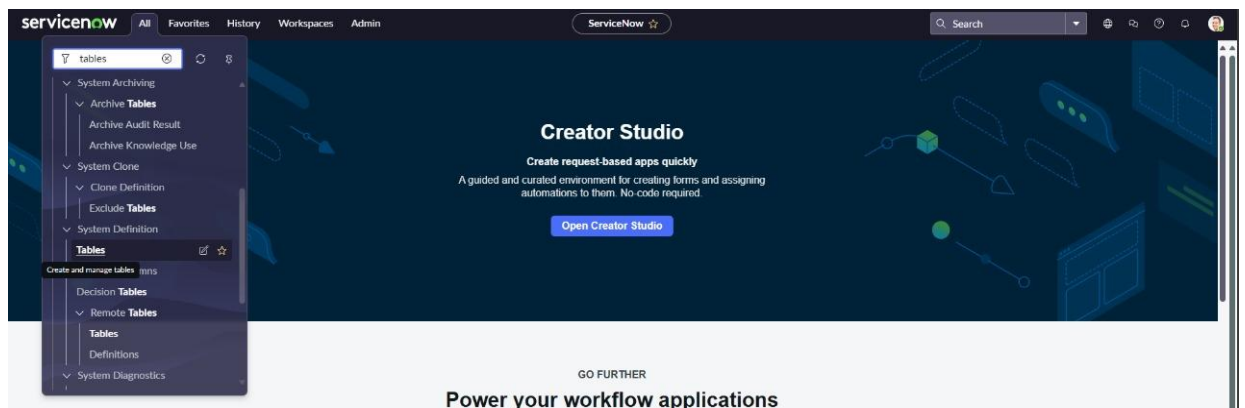 servicenow All Favorites History Workspaces Admin ServiceNow Search
tables
System Archiving
Archive Tables
Archive Audit Result
Archive Knowledge Use
System Clone
Clone Definition
Exclude Tables
System Definition
Tables
Create and manage tables mns
Decision Tables
Remote Tables
Tables
Definitions
System Diagnostics
Creator Studio
Create request-based apps quickly
A guided and curated environment for creating forms and assigning
automations to them. No-code required.
Open Creator Studio
GO FURTHER
Power your workflow applications